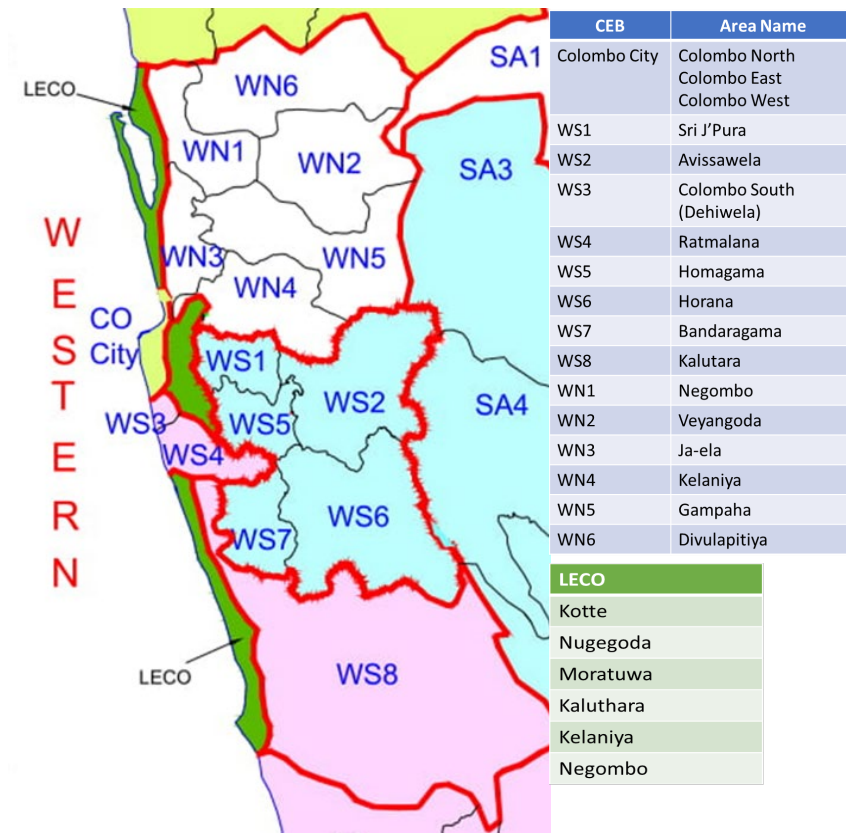 LECO
WN6
SA1
WN1
WN2
SA3
WN3
WN5
WN4
W
E
S
T
E
R
N
CO
City
WS1
WS2
SA4
WS3
WS5
WS4
WS6
WS7
LECO
WS8
CEB Area Name
Colombo City Colombo North
Colombo East
Colombo West
WS1 Sri J’Pura
WS2 Avissawela
WS3 Colombo South
(Dehiwela)
WS4 Ratmalana
WS5 Homagama
WS6 Horana
WS7 Bandaragama
WS8 Kalutara
WN1 Negombo
WN2 Veyangoda
WN3 Ja-ela
WN4 Kelaniya
WN5 Gampaha
WN6 Divulapitiya
LECO
Kotte
Nugegoda
Moratuwa
Kaluthara
Kelaniya
Negombo